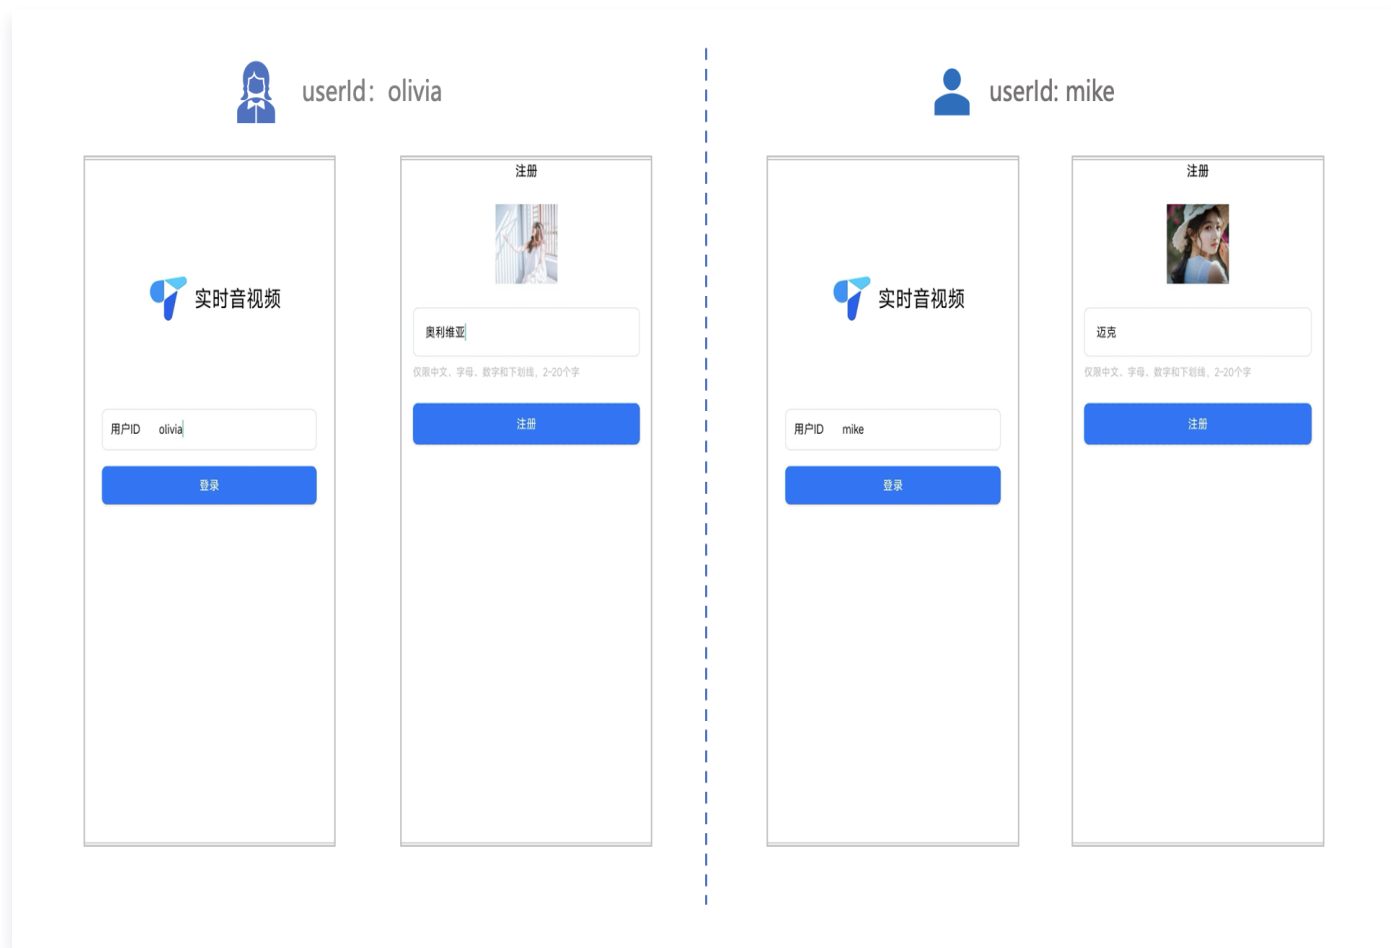 userId：olivia
实时音视频
用户ID olivia
登录
注册
奥利维亚
仅限中文、字母、数字和下划线，2-20个字
注册
userId: mike
实时音视频
用户ID mike
登录
注册
迈克
仅限中文、字母、数字和下划线，2-20个字
注册